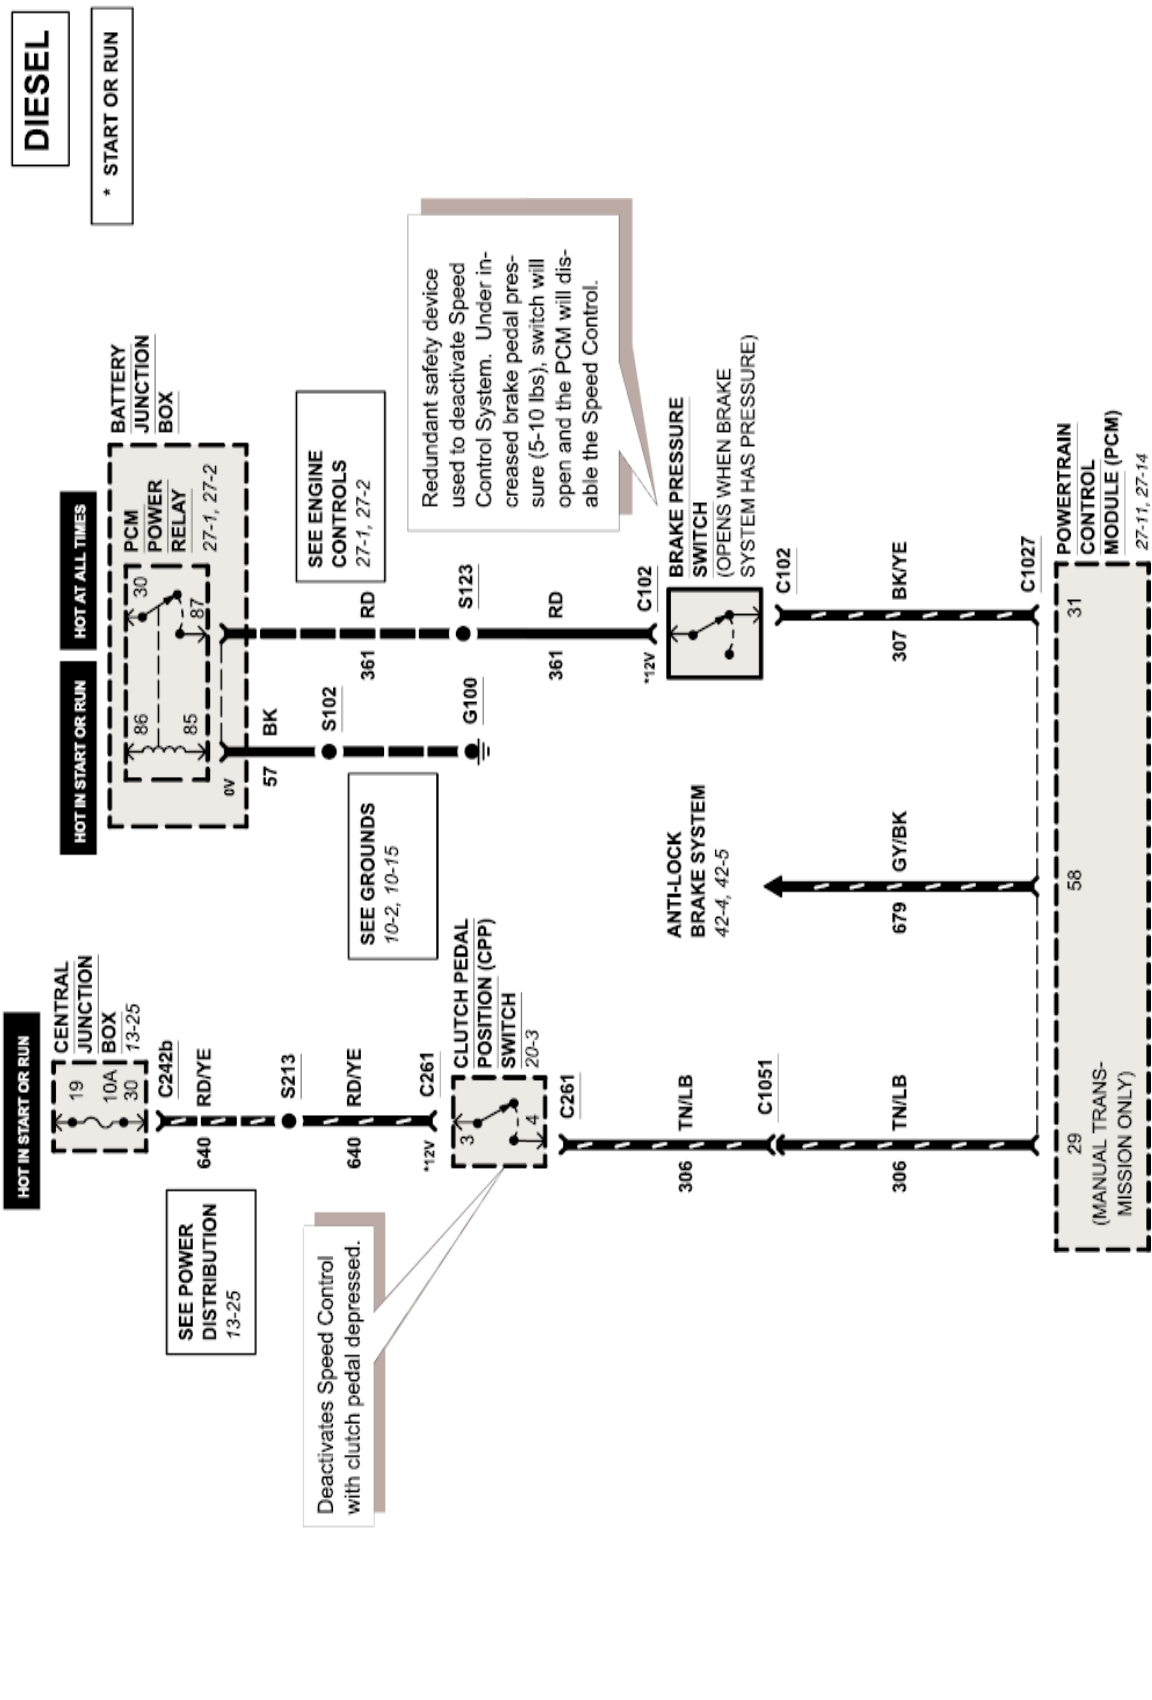 DIESEL
* START OR RUN
HOT IN START OR RUN
CENTRAL
JUNCTION
BOX
13-25
19
10A
30
C242b
640
RD/YE
SEE POWER
DISTRIBUTION
13-25
S213
640
RD/YE
*12V
C261
CLUTCH PEDAL
POSITION (CPP)
SWITCH
20-3
3
4
Deactivates Speed Control
with clutch pedal depressed.
C261
306
TN/LB
C1051
306
TN/LB
HOT IN START OR RUN
HOT AT ALL TIMES
BATTERY
JUNCTION
BOX
PCM
POWER
RELAY
27-1, 27-2
86
30
85
87
0V
57
BK
S102
SEE GROUNDS
10-2, 10-15
G100
361
RD
SEE ENGINE
CONTROLS
27-1, 27-2
S123
361
RD
Redundant safety device
used to deactivate Speed
Control System. Under in-
creased brake pedal pres-
sure (5-10 lbs), switch will
open and the PCM will dis-
able the Speed Control.
*12V
C102
BRAKE PRESSURE
SWITCH
(OPENS WHEN BRAKE
SYSTEM HAS PRESSURE)
C102
ANTI-LOCK
BRAKE SYSTEM
42-4, 42-5
679
GY/BK
307
BK/YE
C1027
29
58
31
(MANUAL TRANS-
MISSION ONLY)
POWERTRAIN
CONTROL
MODULE (PCM)
27-11, 27-14